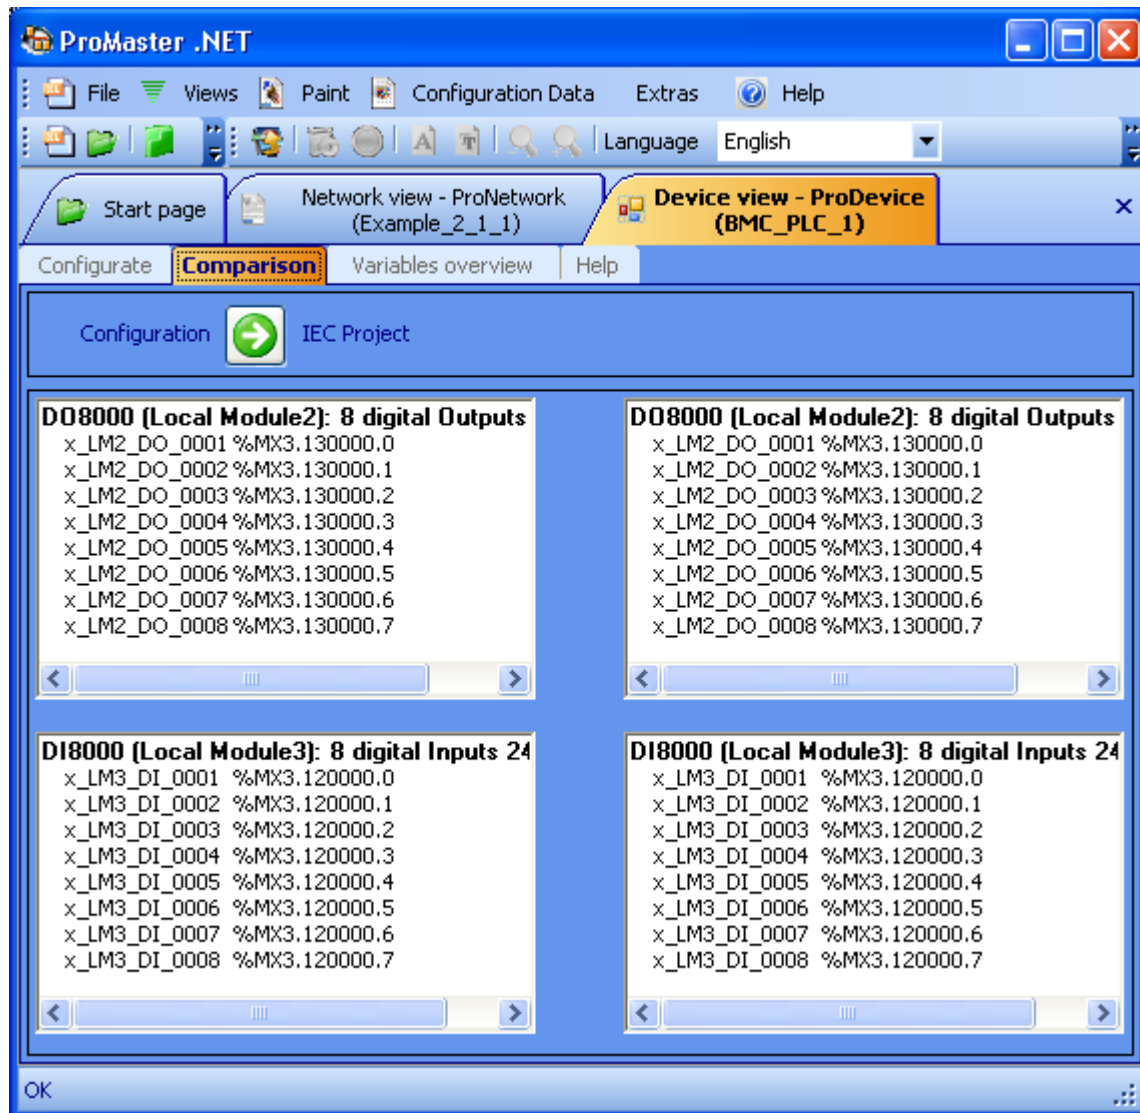 ProMaster .NET
File Views Paint Configuration Data Extras Help
Language English
Start page
Network view - ProNetwork
(Example_2_1_1)
Device view - ProDevice
(BMC_PLC_1)
Configurate Comparison Variables overview Help
Configuration IEC Project
DO8000 (Local Module2): 8 digital Outputs
x_LM2_DO_0001 %MX3.130000.0
x_LM2_DO_0002 %MX3.130000.1
x_LM2_DO_0003 %MX3.130000.2
x_LM2_DO_0004 %MX3.130000.3
x_LM2_DO_0005 %MX3.130000.4
x_LM2_DO_0006 %MX3.130000.5
x_LM2_DO_0007 %MX3.130000.6
x_LM2_DO_0008 %MX3.130000.7
DO8000 (Local Module2): 8 digital Outputs
x_LM2_DO_0001 %MX3.130000.0
x_LM2_DO_0002 %MX3.130000.1
x_LM2_DO_0003 %MX3.130000.2
x_LM2_DO_0004 %MX3.130000.3
x_LM2_DO_0005 %MX3.130000.4
x_LM2_DO_0006 %MX3.130000.5
x_LM2_DO_0007 %MX3.130000.6
x_LM2_DO_0008 %MX3.130000.7
DI8000 (Local Module3): 8 digital Inputs 24
x_LM3_DI_0001 %MX3.120000.0
x_LM3_DI_0002 %MX3.120000.1
x_LM3_DI_0003 %MX3.120000.2
x_LM3_DI_0004 %MX3.120000.3
x_LM3_DI_0005 %MX3.120000.4
x_LM3_DI_0006 %MX3.120000.5
x_LM3_DI_0007 %MX3.120000.6
x_LM3_DI_0008 %MX3.120000.7
DI8000 (Local Module3): 8 digital Inputs 24
x_LM3_DI_0001 %MX3.120000.0
x_LM3_DI_0002 %MX3.120000.1
x_LM3_DI_0003 %MX3.120000.2
x_LM3_DI_0004 %MX3.120000.3
x_LM3_DI_0005 %MX3.120000.4
x_LM3_DI_0006 %MX3.120000.5
x_LM3_DI_0007 %MX3.120000.6
x_LM3_DI_0008 %MX3.120000.7
OK